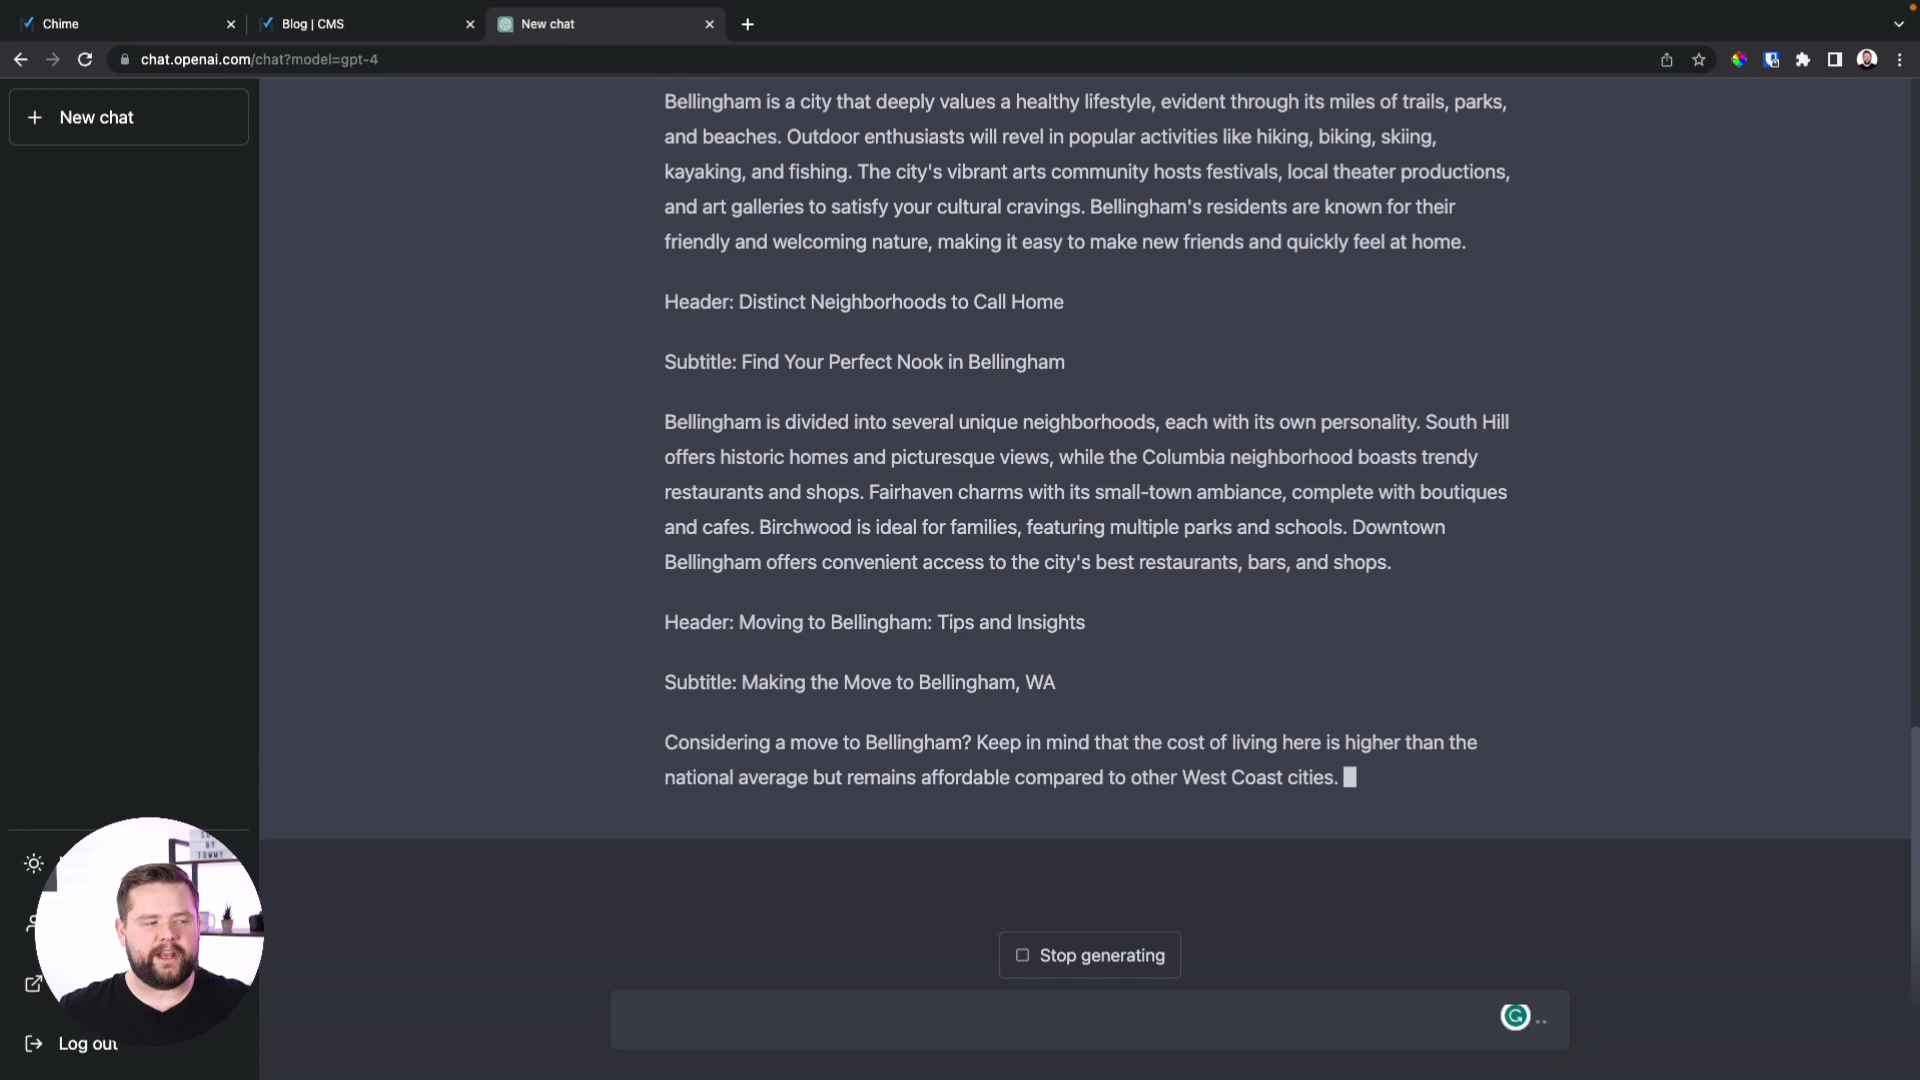 Chime
Blog | CMS
New chat
chat.openai.com/chat?model=gpt-4
New chat
Bellingham is a city that deeply values a healthy lifestyle, evident through its miles of trails, parks,
and beaches. Outdoor enthusiasts will revel in popular activities like hiking, biking, skiing,
kayaking, and fishing. The city's vibrant arts community hosts festivals, local theater productions,
and art galleries to satisfy your cultural cravings. Bellingham's residents are known for their
friendly and welcoming nature, making it easy to make new friends and quickly feel at home.
Header: Distinct Neighborhoods to Call Home
Subtitle: Find Your Perfect Nook in Bellingham
Bellingham is divided into several unique neighborhoods, each with its own personality. South Hill
offers historic homes and picturesque views, while the Columbia neighborhood boasts trendy
restaurants and shops. Fairhaven charms with its small-town ambiance, complete with boutiques
and cafes. Birchwood is ideal for families, featuring multiple parks and schools. Downtown
Bellingham offers convenient access to the city's best restaurants, bars, and shops.
Header: Moving to Bellingham: Tips and Insights
Subtitle: Making the Move to Bellingham, WA
Considering a move to Bellingham? Keep in mind that the cost of living here is higher than the
national average but remains affordable compared to other West Coast cities.
BY
TOMMY
Stop generating
Log out